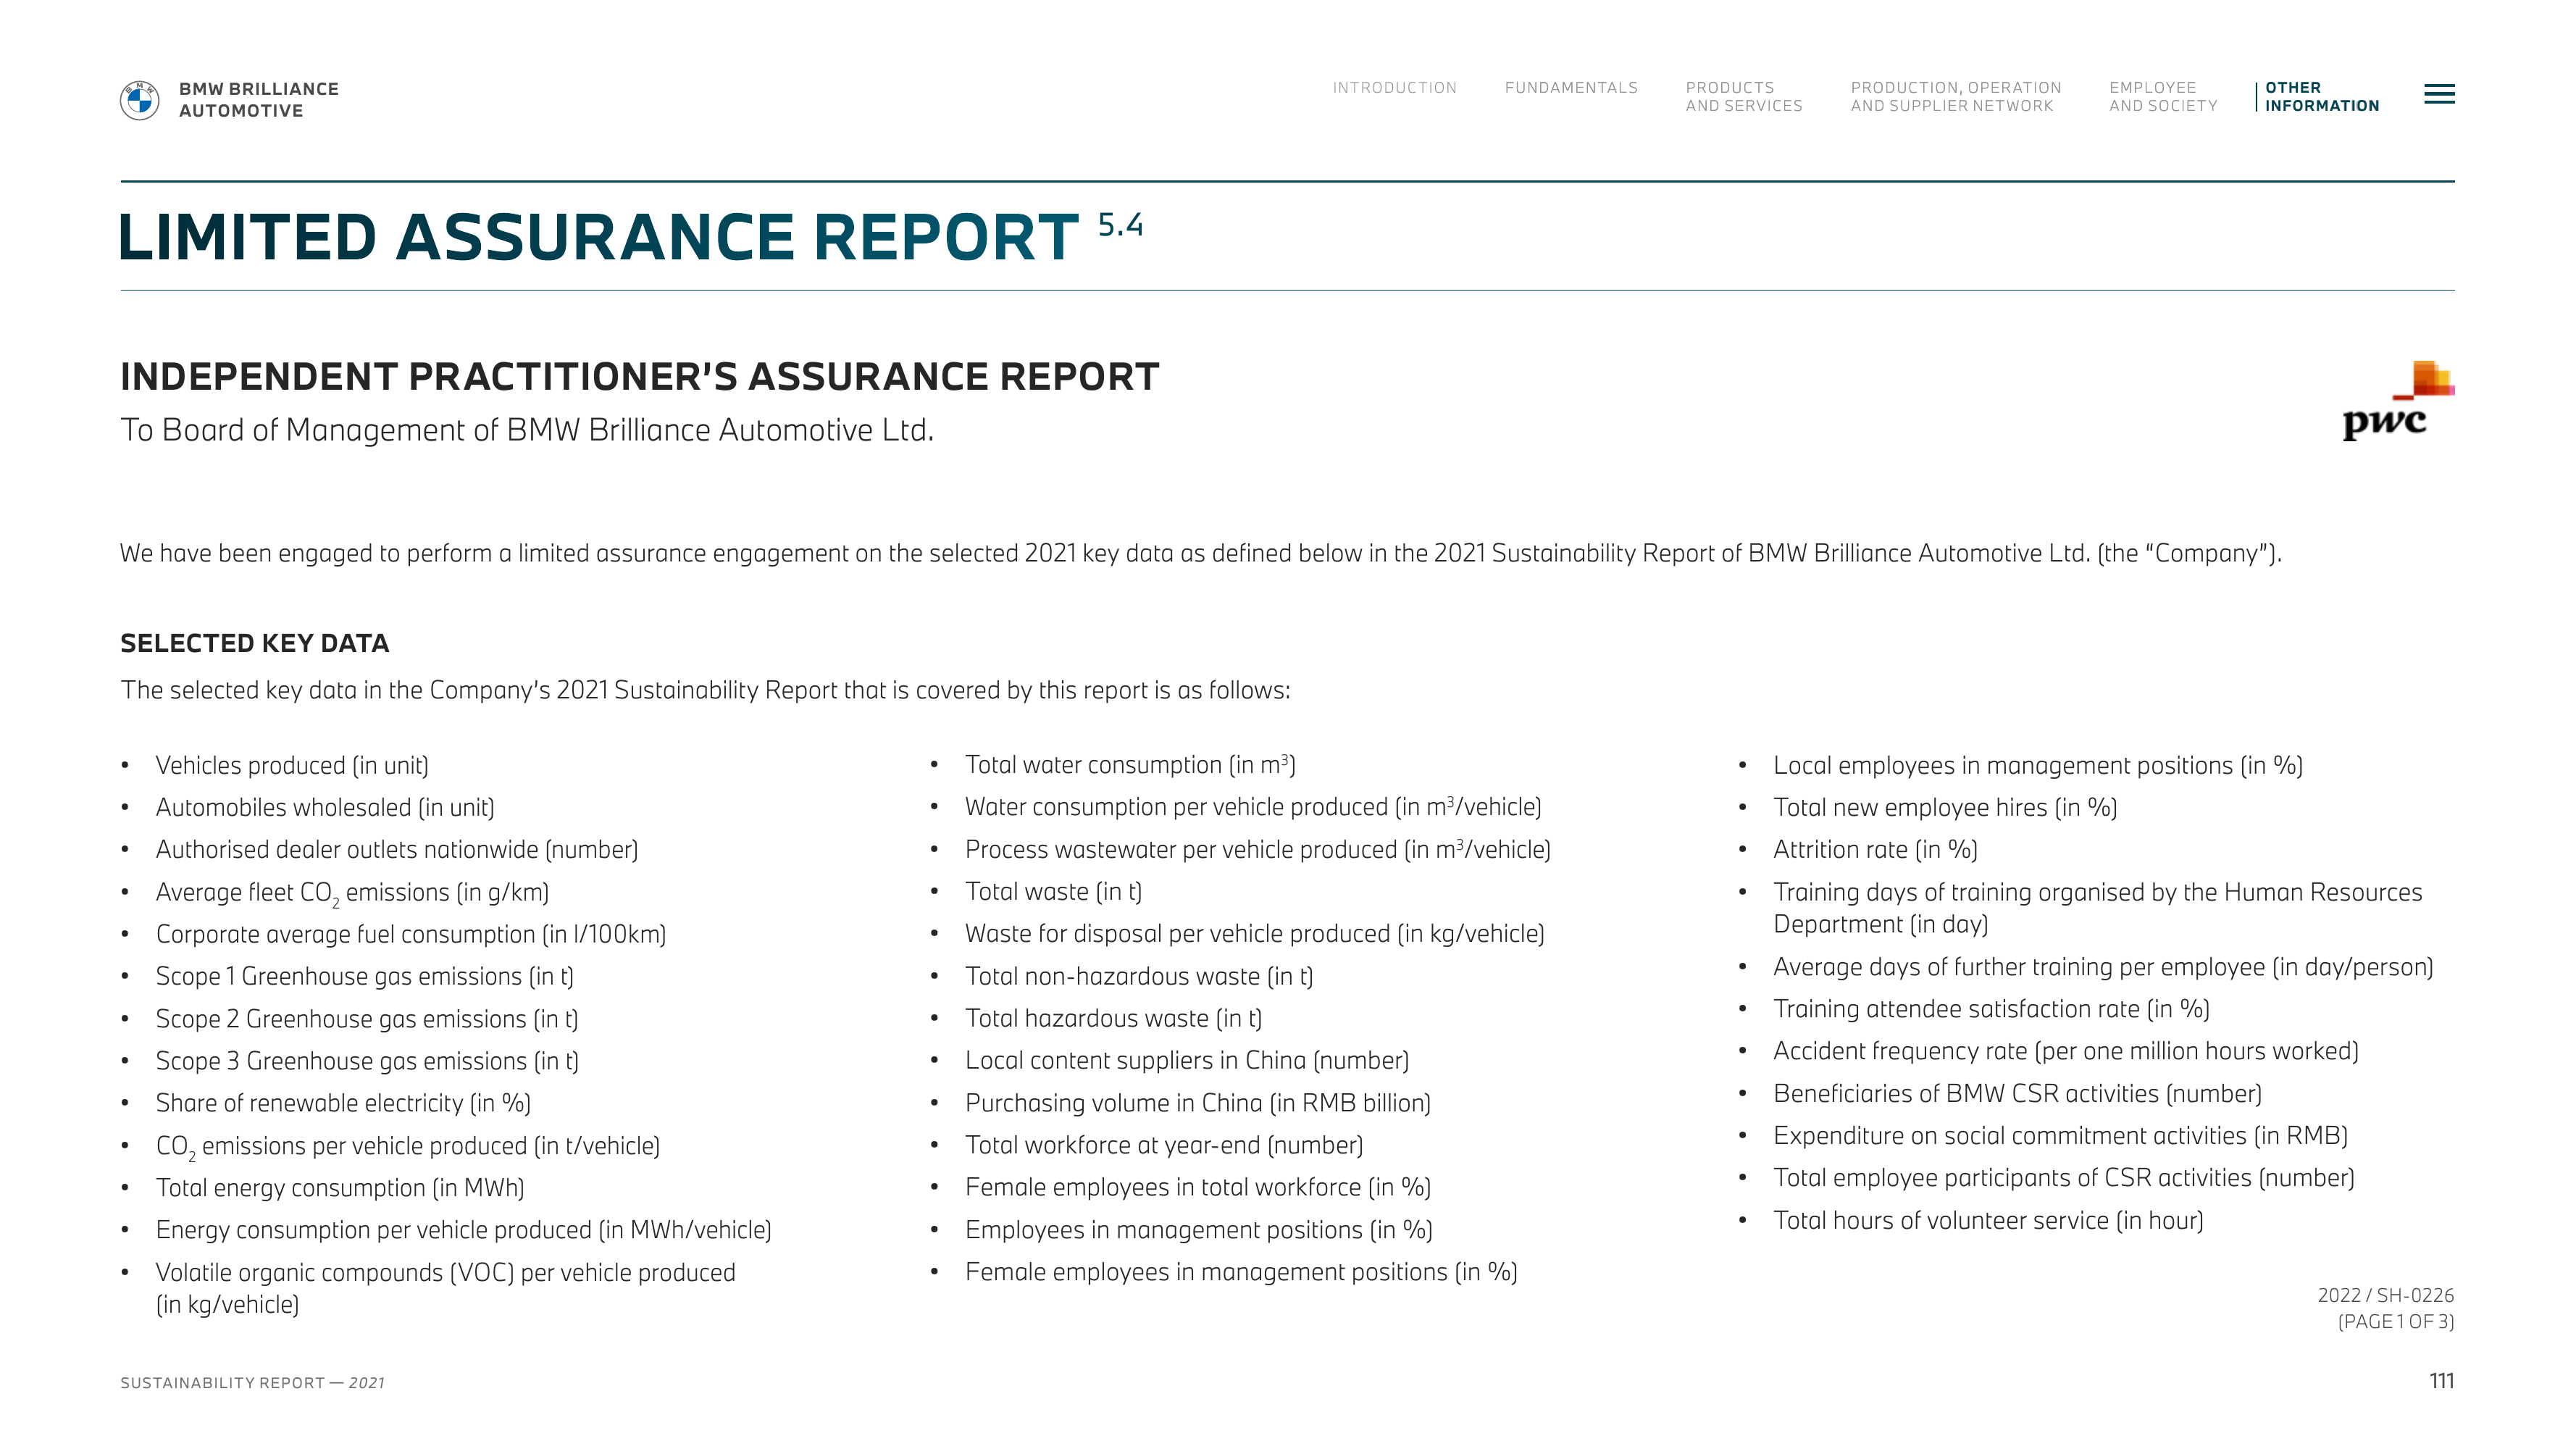 BMW BRILLIANCE
AUTOMOTIVE
INTRODUCTION
FUNDAMENTALS
PRODUCTS
AND SERVICES
PRODUCTION, OPERATION
AND SUPPLIER NETWORK
EMPLOYEE
AND SOCIETY
OTHER
INFORMATION
LIMITED ASSURANCE REPORT 5.4
INDEPENDENT PRACTITIONER’S ASSURANCE REPORT
To Board of Management of BMW Brilliance Automotive Ltd.
pwc
We have been engaged to perform a limited assurance engagement on the selected 2021 key data as defined below in the 2021 Sustainability Report of BMW Brilliance Automotive Ltd. (the “Company”).
SELECTED KEY DATA
The selected key data in the Company’s 2021 Sustainability Report that is covered by this report is as follows:
• Vehicles produced (in unit)
• Automobiles wholesaled (in unit)
• Authorised dealer outlets nationwide (number)
• Average fleet CO₂ emissions (in g/km)
• Corporate average fuel consumption (in l/100km)
• Scope 1 Greenhouse gas emissions (in t)
• Scope 2 Greenhouse gas emissions (in t)
• Scope 3 Greenhouse gas emissions (in t)
• Share of renewable electricity (in %)
• CO₂ emissions per vehicle produced (in t/vehicle)
• Total energy consumption (in MWh)
• Energy consumption per vehicle produced (in MWh/vehicle)
• Volatile organic compounds (VOC) per vehicle produced
(in kg/vehicle)
• Total water consumption (in m³)
• Water consumption per vehicle produced (in m³/vehicle)
• Process wastewater per vehicle produced (in m³/vehicle)
• Total waste (in t)
• Waste for disposal per vehicle produced (in kg/vehicle)
• Total non-hazardous waste (in t)
• Total hazardous waste (in t)
• Local content suppliers in China (number)
• Purchasing volume in China (in RMB billion)
• Total workforce at year-end (number)
• Female employees in total workforce (in %)
• Employees in management positions (in %)
• Female employees in management positions (in %)
• Local employees in management positions (in %)
• Total new employee hires (in %)
• Attrition rate (in %)
• Training days of training organised by the Human Resources
Department (in day)
• Average days of further training per employee (in day/person)
• Training attendee satisfaction rate (in %)
• Accident frequency rate (per one million hours worked)
• Beneficiaries of BMW CSR activities (number)
• Expenditure on social commitment activities (in RMB)
• Total employee participants of CSR activities (number)
• Total hours of volunteer service (in hour)
2022 / SH-0226
(PAGE 1 OF 3)
SUSTAINABILITY REPORT — 2021
111